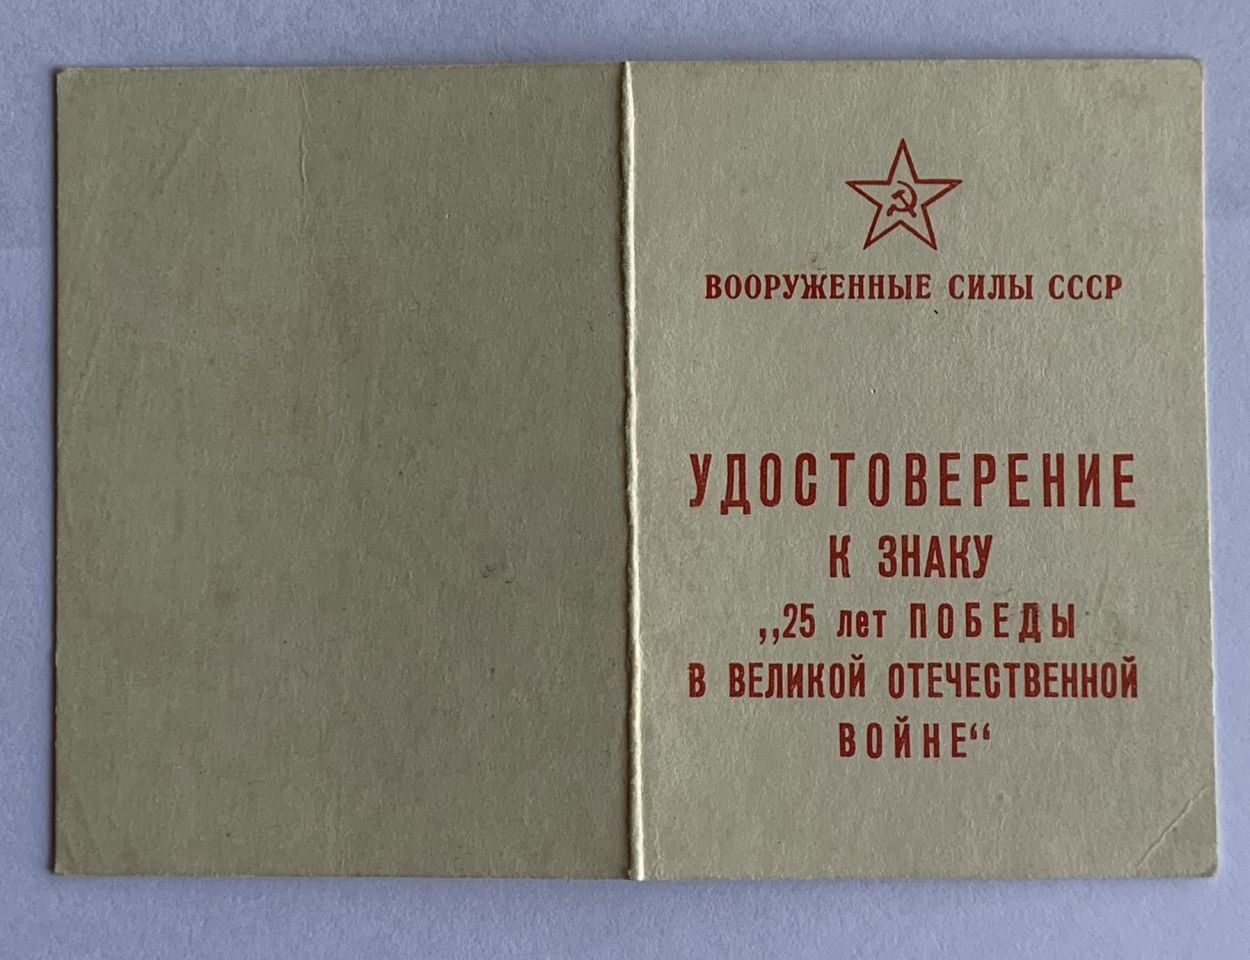 ВООРУЖЕННЫЕ СИЛЫ СССР
УДОСТОВЕРЕНИЕ
К ЗНАКУ
„25 лет ПОБЕДЫ
В ВЕЛИКОЙ ОТЕЧЕСТВЕННОЙ
ВОЙНЕ“